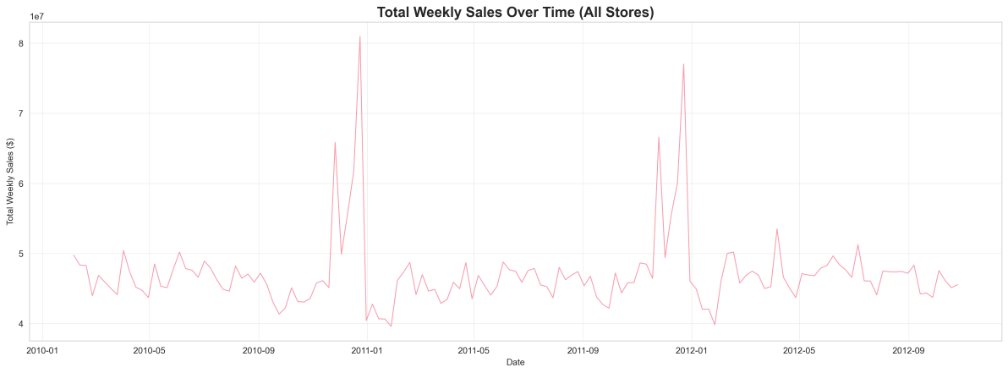 Total Weekly Sales Over Time (All Stores)
1e7
8
7
6
5
4
Total Weekly Sales ($)
2010-01 2010-05 2010-09 2011-01 2011-05 2011-09 2012-01 2012-05 2012-09
Date